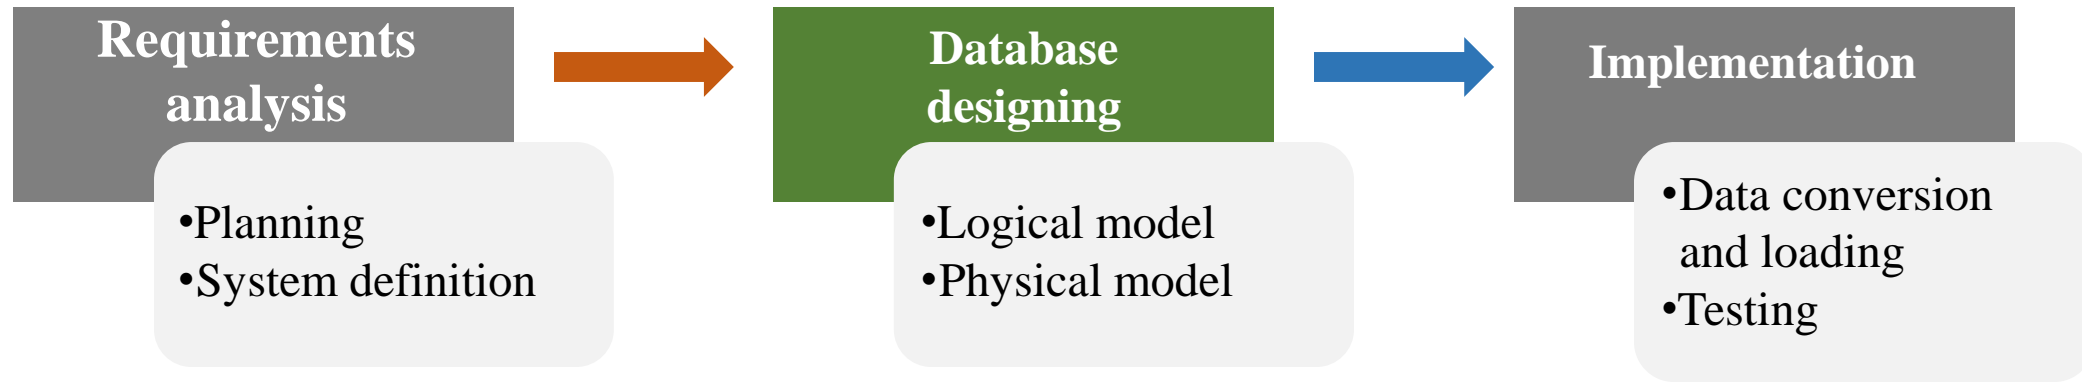 Requirements
analysis
•Planning
•System definition
Database
designing
•Logical model
•Physical model
Implementation
•Data conversion
and loading
•Testing